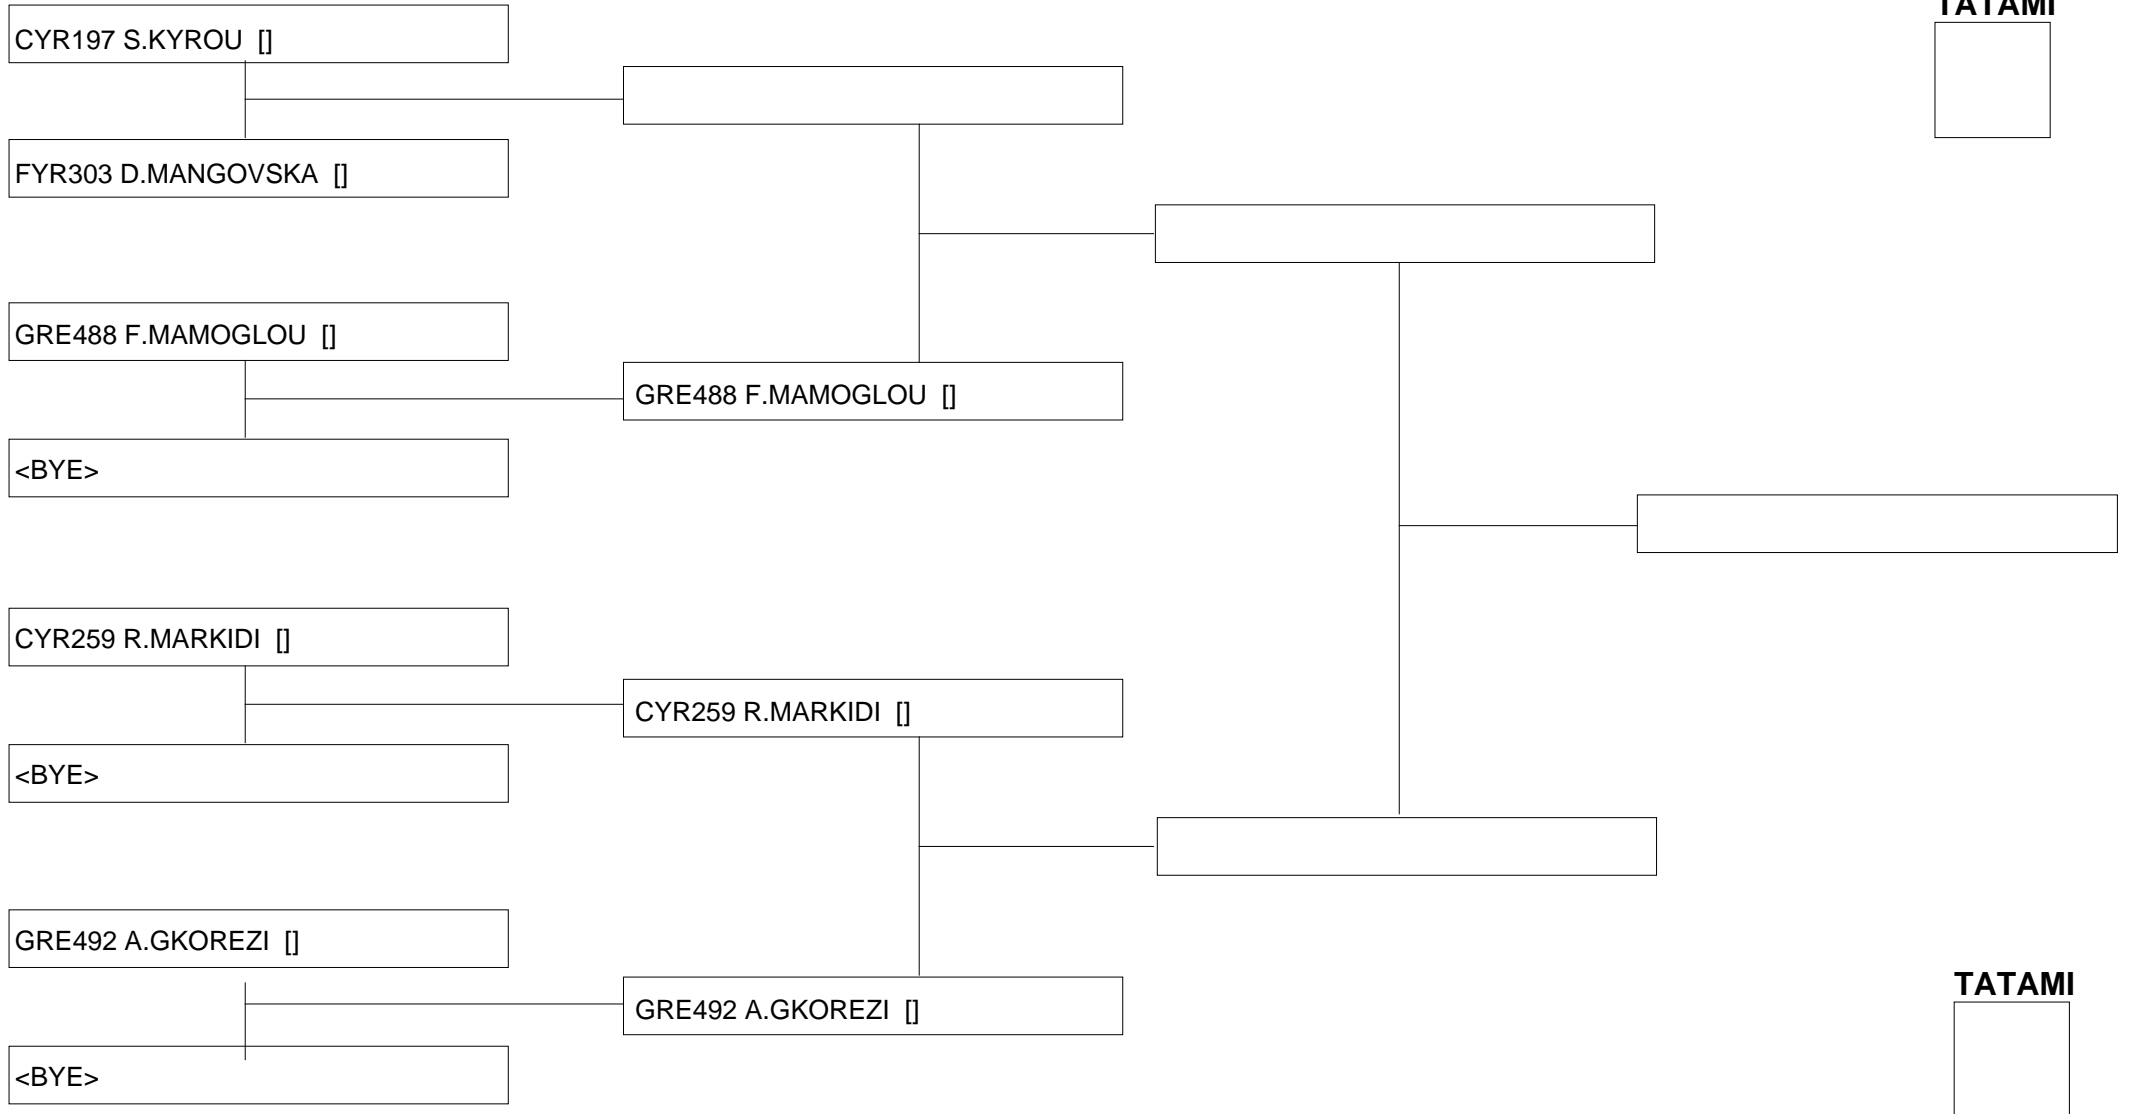 TATAMI
CYR197 S.KYROU []
FYR303 D.MANGOVSKA []
GRE488 F.MAMOGLOU []
GRE488 F.MAMOGLOU []
<BYE>
CYR259 R.MARKIDI []
CYR259 R.MARKIDI []
<BYE>
GRE492 A.GKOREZI []
TATAMI
GRE492 A.GKOREZI []
<BYE>